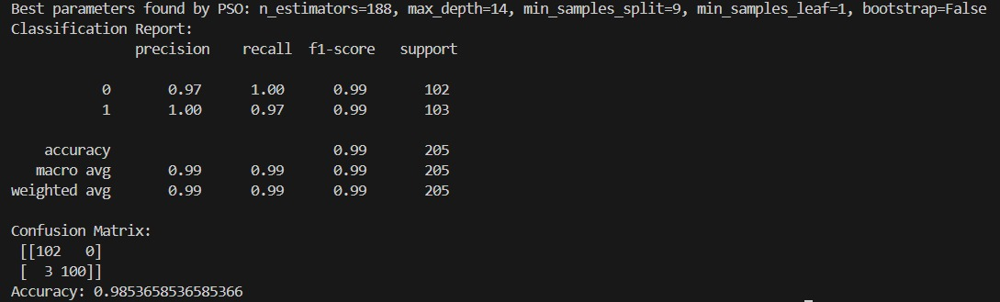 Best parameters found by PSO: n_estimators=188, max_depth=14, min_samples_split=9, min_samples_leaf=1, bootstrap=False
Classification Report:
              precision    recall  f1-score   support

           0       0.97      1.00      0.99       102
           1       1.00      0.97      0.99       103

    accuracy                           0.99       205
   macro avg       0.99      0.99      0.99       205
weighted avg       0.99      0.99      0.99       205

Confusion Matrix:
 [[102   0]
 [  3 100]]
Accuracy: 0.9853658536585366